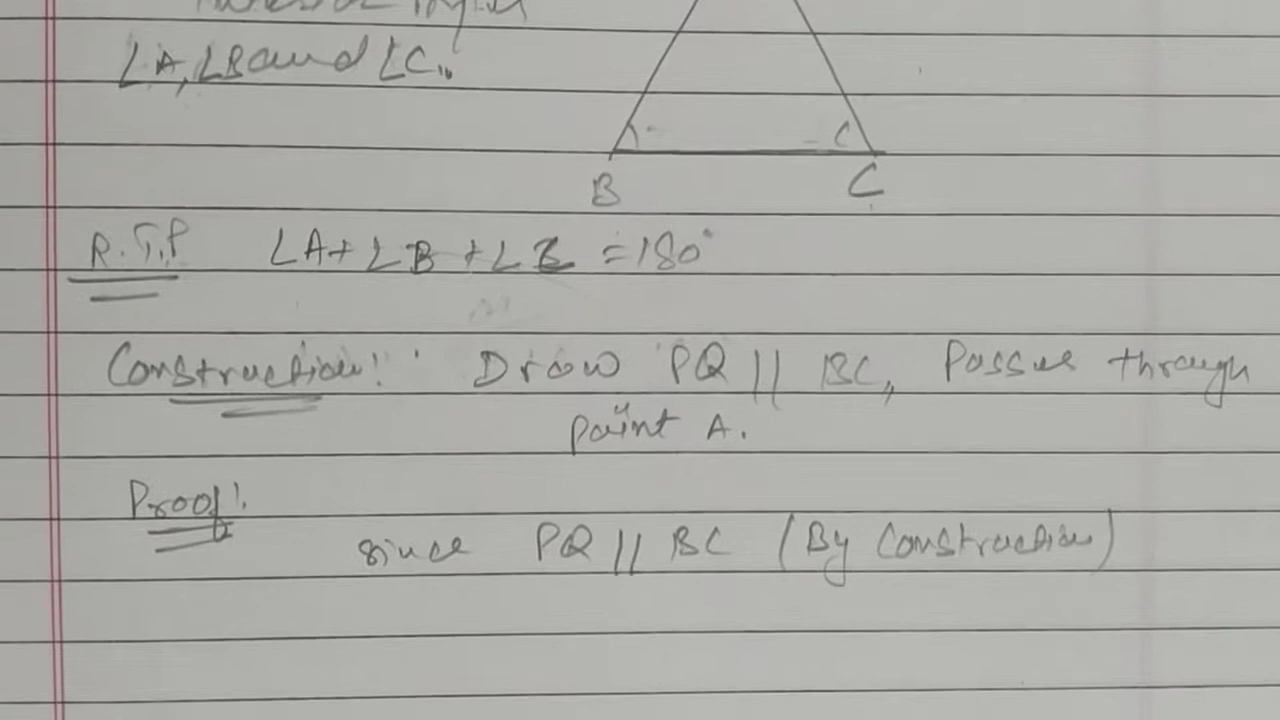 ∠A, ∠B and ∠C.
B
C
R.T.P ∠A + ∠B + ∠C = 180°
Construction: Draw PQ || BC, Passes through
point A.
Proof:
since PQ || BC (By Construction)